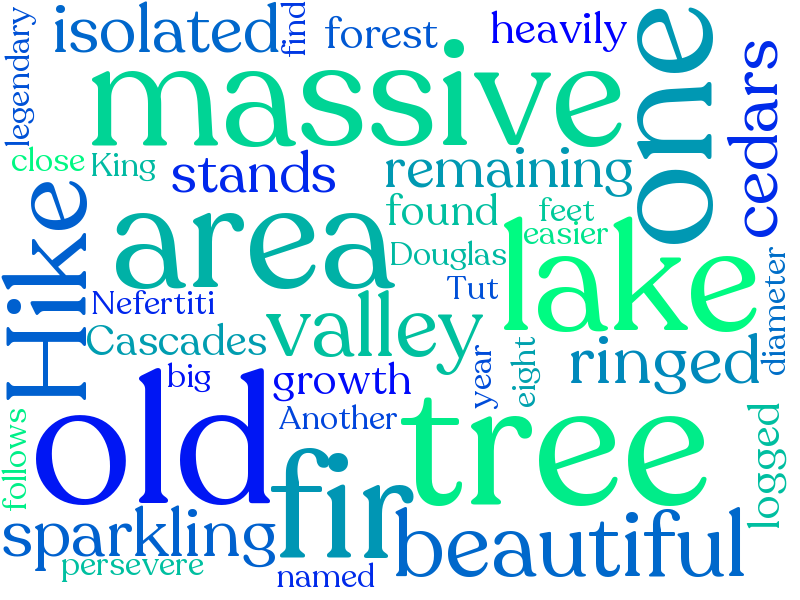 legendary
isolated
find
forest
heavily
one
cedars
massive
close
King
stands
remaining
Hike
area
found
feet
easier
Douglas
lake
Tut
diameter
Nefertiti
Cascades
valley
year
eight
ringed
big
growth
old
Another
tree
logged
follows
fir
sparkling
beautiful
persevere
named